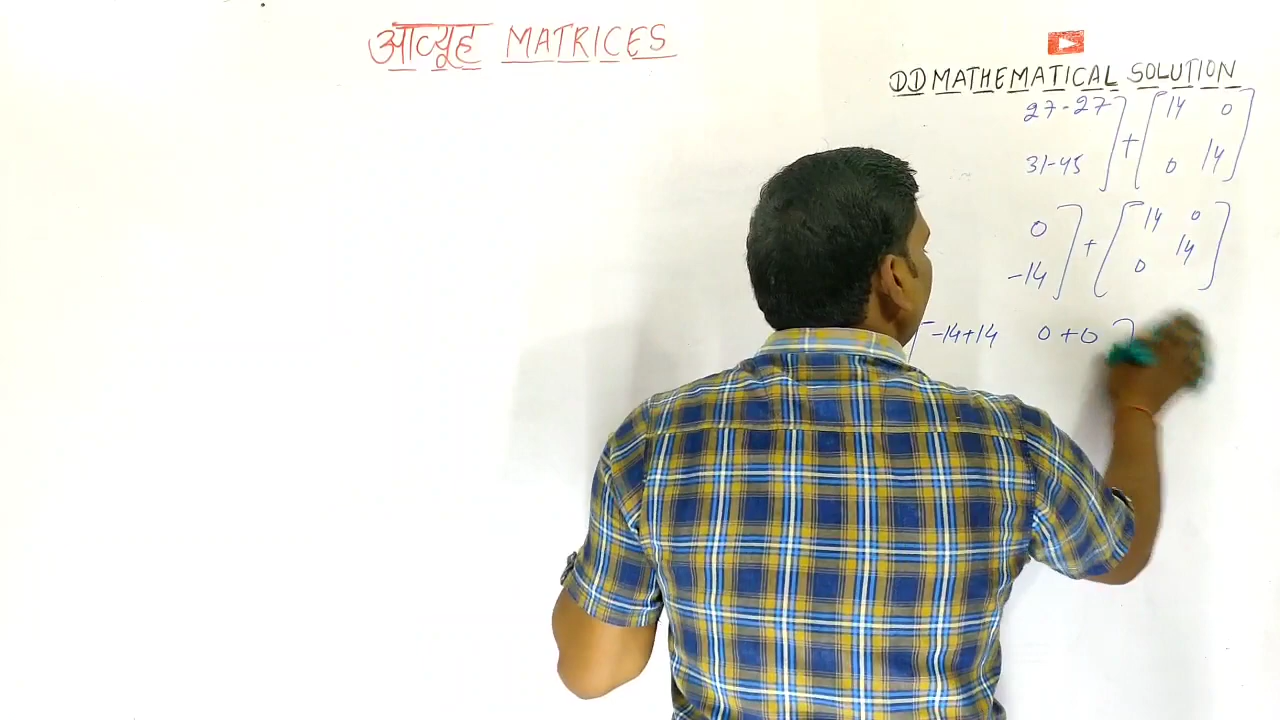 आव्यूह MATRICES
DD MATHEMATICAL SOLUTION
27-27 ] + [ 14 0
31-45 ] [ 0 14 ]
0 ] + [ 14 0
-14 ] [ 0 14 ]
[ -14+14 0+0 ]